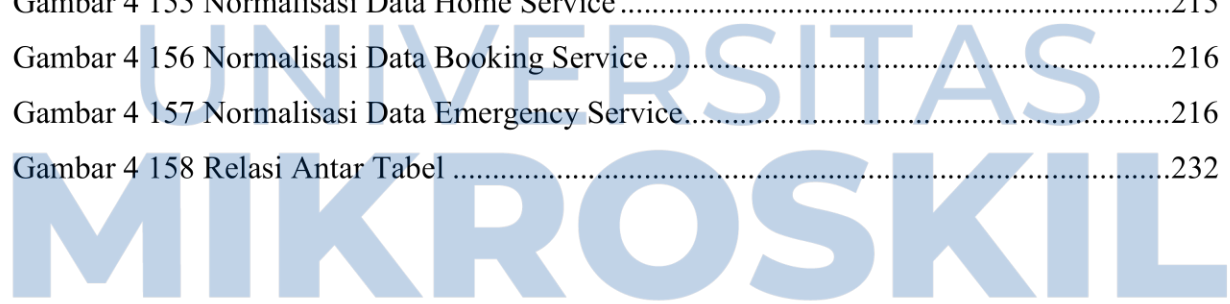 Gambar 4 155 Normalisasi Data Home Service....................................................................215
Gambar 4 156 Normalisasi Data Booking Service.................................................................216
Gambar 4 157 Normalisasi Data Emergency Service.............................................................216
Gambar 4 158 Relasi Antar Tabel ..........................................................................................232
UNIVERSITAS
MIKROSKIL